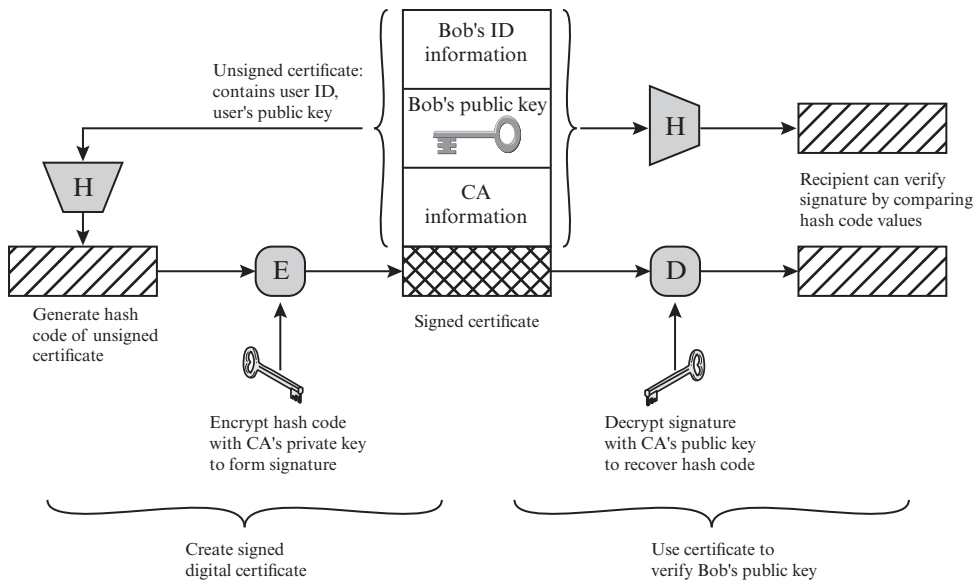 Bob's ID
information
Unsigned certificate:
contains user ID,
user's public key
Bob's public key
H
H
CA
information
Recipient can verify
signature by comparing
hash code values
E
D
Generate hash
code of unsigned
certificate
Signed certificate
Encrypt hash code
with CA's private key
to form signature
Decrypt signature
with CA's public key
to recover hash code
Create signed
digital certificate
Use certificate to
verify Bob's public key